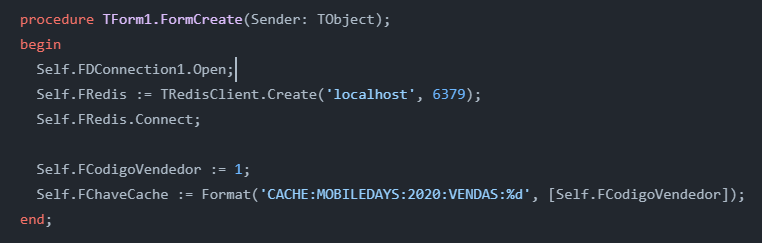 procedure TForm1.FormCreate(Sender: TObject);
begin
  Self.FDConnection1.Open;
  Self.FRedis := TRedisClient.Create('localhost', 6379);
  Self.FRedis.Connect;

  Self.FCodigoVendedor := 1;
  Self.FChaveCache := Format('CACHE:MOBILEDAYS:2020:VENDAS:%d', [Self.FCodigoVendedor]);
end;